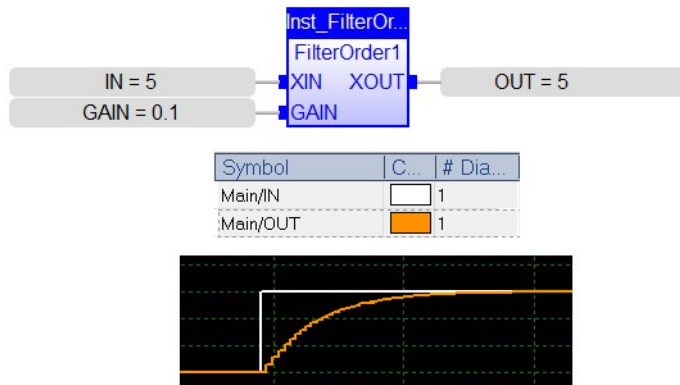 Inst_FilterOr...
FilterOrder1
IN = 5 XIN XOUT OUT = 5
GAIN = 0.1 GAIN
Symbol C... # Dia...
Main/IN 1
Main/OUT 1